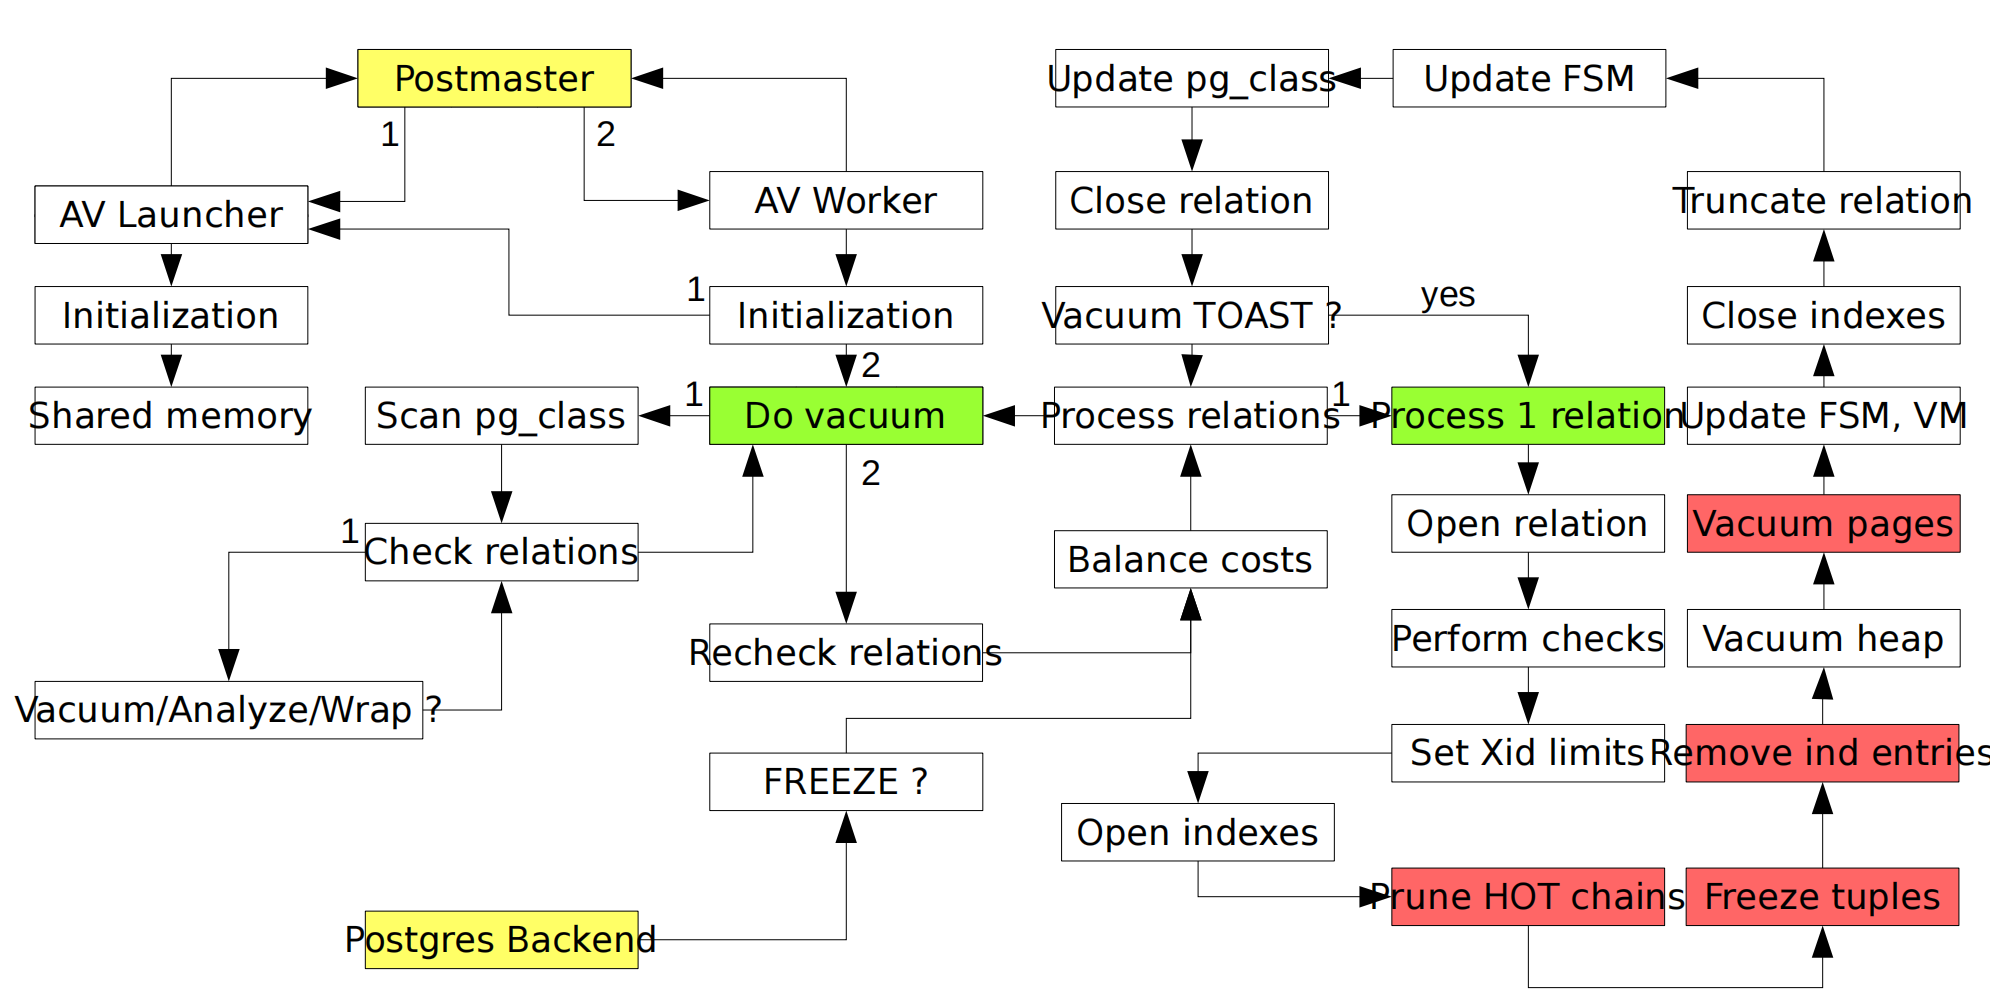 Postmaster
Update pg_class
Update FSM
1
2
AV Launcher
AV Worker
Close relation
Truncate relation
Initialization
1
Initialization
Vacuum TOAST ?
yes
Close indexes
2
Shared memory
Scan pg_class
1
Do vacuum
Process relations
1
Process 1 relation
Update FSM, VM
2
1
Check relations
Balance costs
Open relation
Vacuum pages
Recheck relations
Perform checks
Vacuum heap
Vacuum/Analyze/Wrap ?
FREEZE ?
Set Xid limits
Remove ind entries
Open indexes
Prune HOT chains
Freeze tuples
Postgres Backend